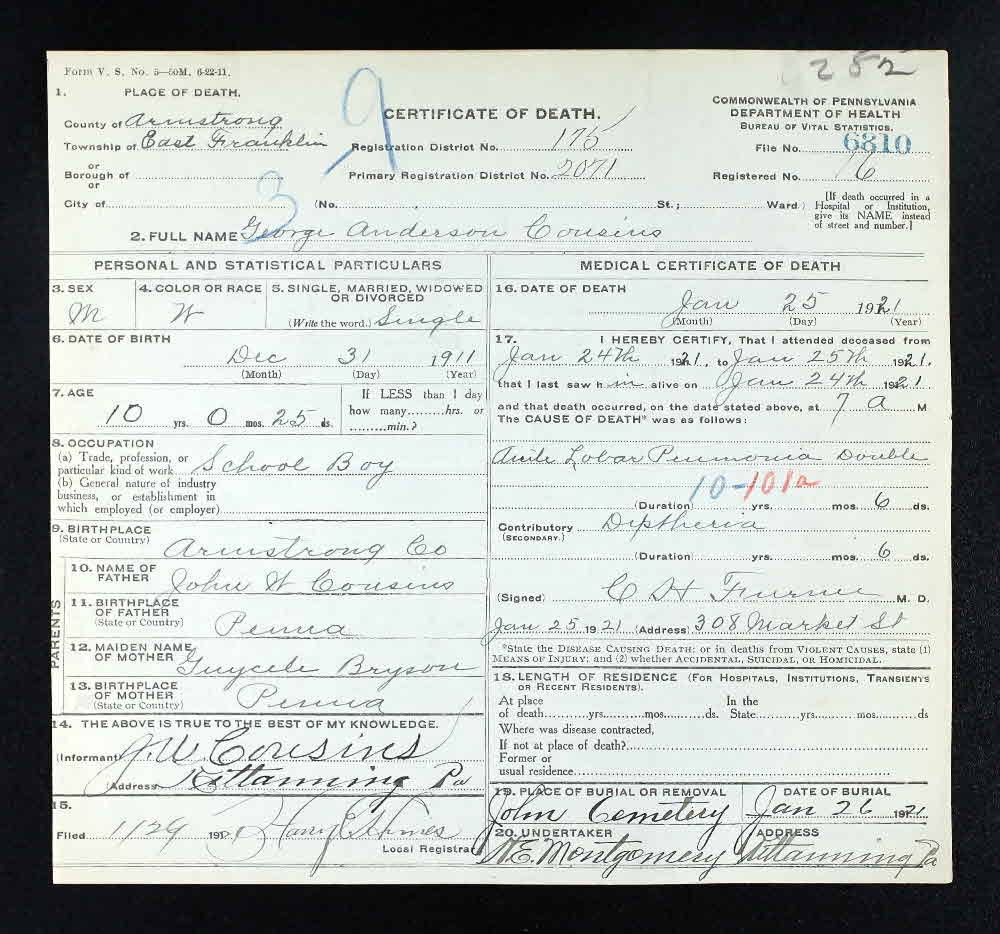 252
Form V. S. No. 5—50M. 6-22-11.
1. PLACE OF DEATH.
County of Armstrong
Township of East Franklin
or
Borough of
or
City of
9
3
CERTIFICATE OF DEATH.
Registration District No. 175
Primary Registration District No. 2071
(No. St.; Ward)
COMMONWEALTH OF PENNSYLVANIA
DEPARTMENT OF HEALTH
BUREAU OF VITAL STATISTICS.
File No. 6810
Registered No. 16
[If death occurred in a Hospital or Institution, give its NAME instead of street and number.]
2. FULL NAME George Anderson Cousins
PERSONAL AND STATISTICAL PARTICULARS
3. SEX
M
4. COLOR OR RACE
W
5. SINGLE, MARRIED, WIDOWED OR DIVORCED
(Write the word.) Single
6. DATE OF BIRTH
Dec 31 1911
(Month) (Day) (Year)
7. AGE
10 yrs. 0 mos. 25 ds.
If LESS than 1 day
how many hrs. or
min.?
8. OCCUPATION
(a) Trade, profession, or
particular kind of work School Boy
(b) General nature of industry
business, or establishment in
which employed (or employer)
9. BIRTHPLACE
(State or Country)
Armstrong Co
PARENTS
10. NAME OF FATHER
John W Cousins
11. BIRTHPLACE OF FATHER
(State or Country)
Penna
12. MAIDEN NAME OF MOTHER
Bryson
13. BIRTHPLACE OF MOTHER
(State or Country)
Penna
14. THE ABOVE IS TRUE TO THE BEST OF MY KNOWLEDGE.
(Informant) J.W. Cousins
(Address) Kittanning Pa
15.
Filed 1/29 1921 Harry
Local Registrar
MEDICAL CERTIFICATE OF DEATH
16. DATE OF DEATH
Jan 25 1921
(Month) (Day) (Year)
17. I HEREBY CERTIFY, That I attended deceased from
Jan 24th 1921, to Jan 25th 1921,
that I last saw him alive on Jan 24th 1921
and that death occurred, on the date stated above, at 7 A M
The CAUSE OF DEATH* was as follows:
Acute Lobar Pneumonia Double
10-101a
(Duration) yrs. mos. 6 ds.
Contributory Diptheria
(SECONDARY.)
(Duration) yrs. mos. 6 ds.
(Signed) C H M. D.
Jan 25 1921 (Address) 308 Market St
*State the DISEASE CAUSING DEATH; or in deaths from VIOLENT CAUSES, state (1)
MEANS OF INJURY; and (2) whether ACCIDENTAL, SUICIDAL, OR HOMICIDAL.
18. LENGTH OF RESIDENCE (FOR HOSPITALS, INSTITUTIONS, TRANSIENTS
OR RECENT RESIDENTS).
At place In the
of death yrs. mos. ds. State yrs. mos. ds
Where was disease contracted,
If not at place of death?
Former or
usual residence
19. PLACE OF BURIAL OR REMOVAL
John Cemetery
DATE OF BURIAL
Jan 26 1921
20. UNDERTAKER
Montgomery
ADDRESS
Kittanning Pa